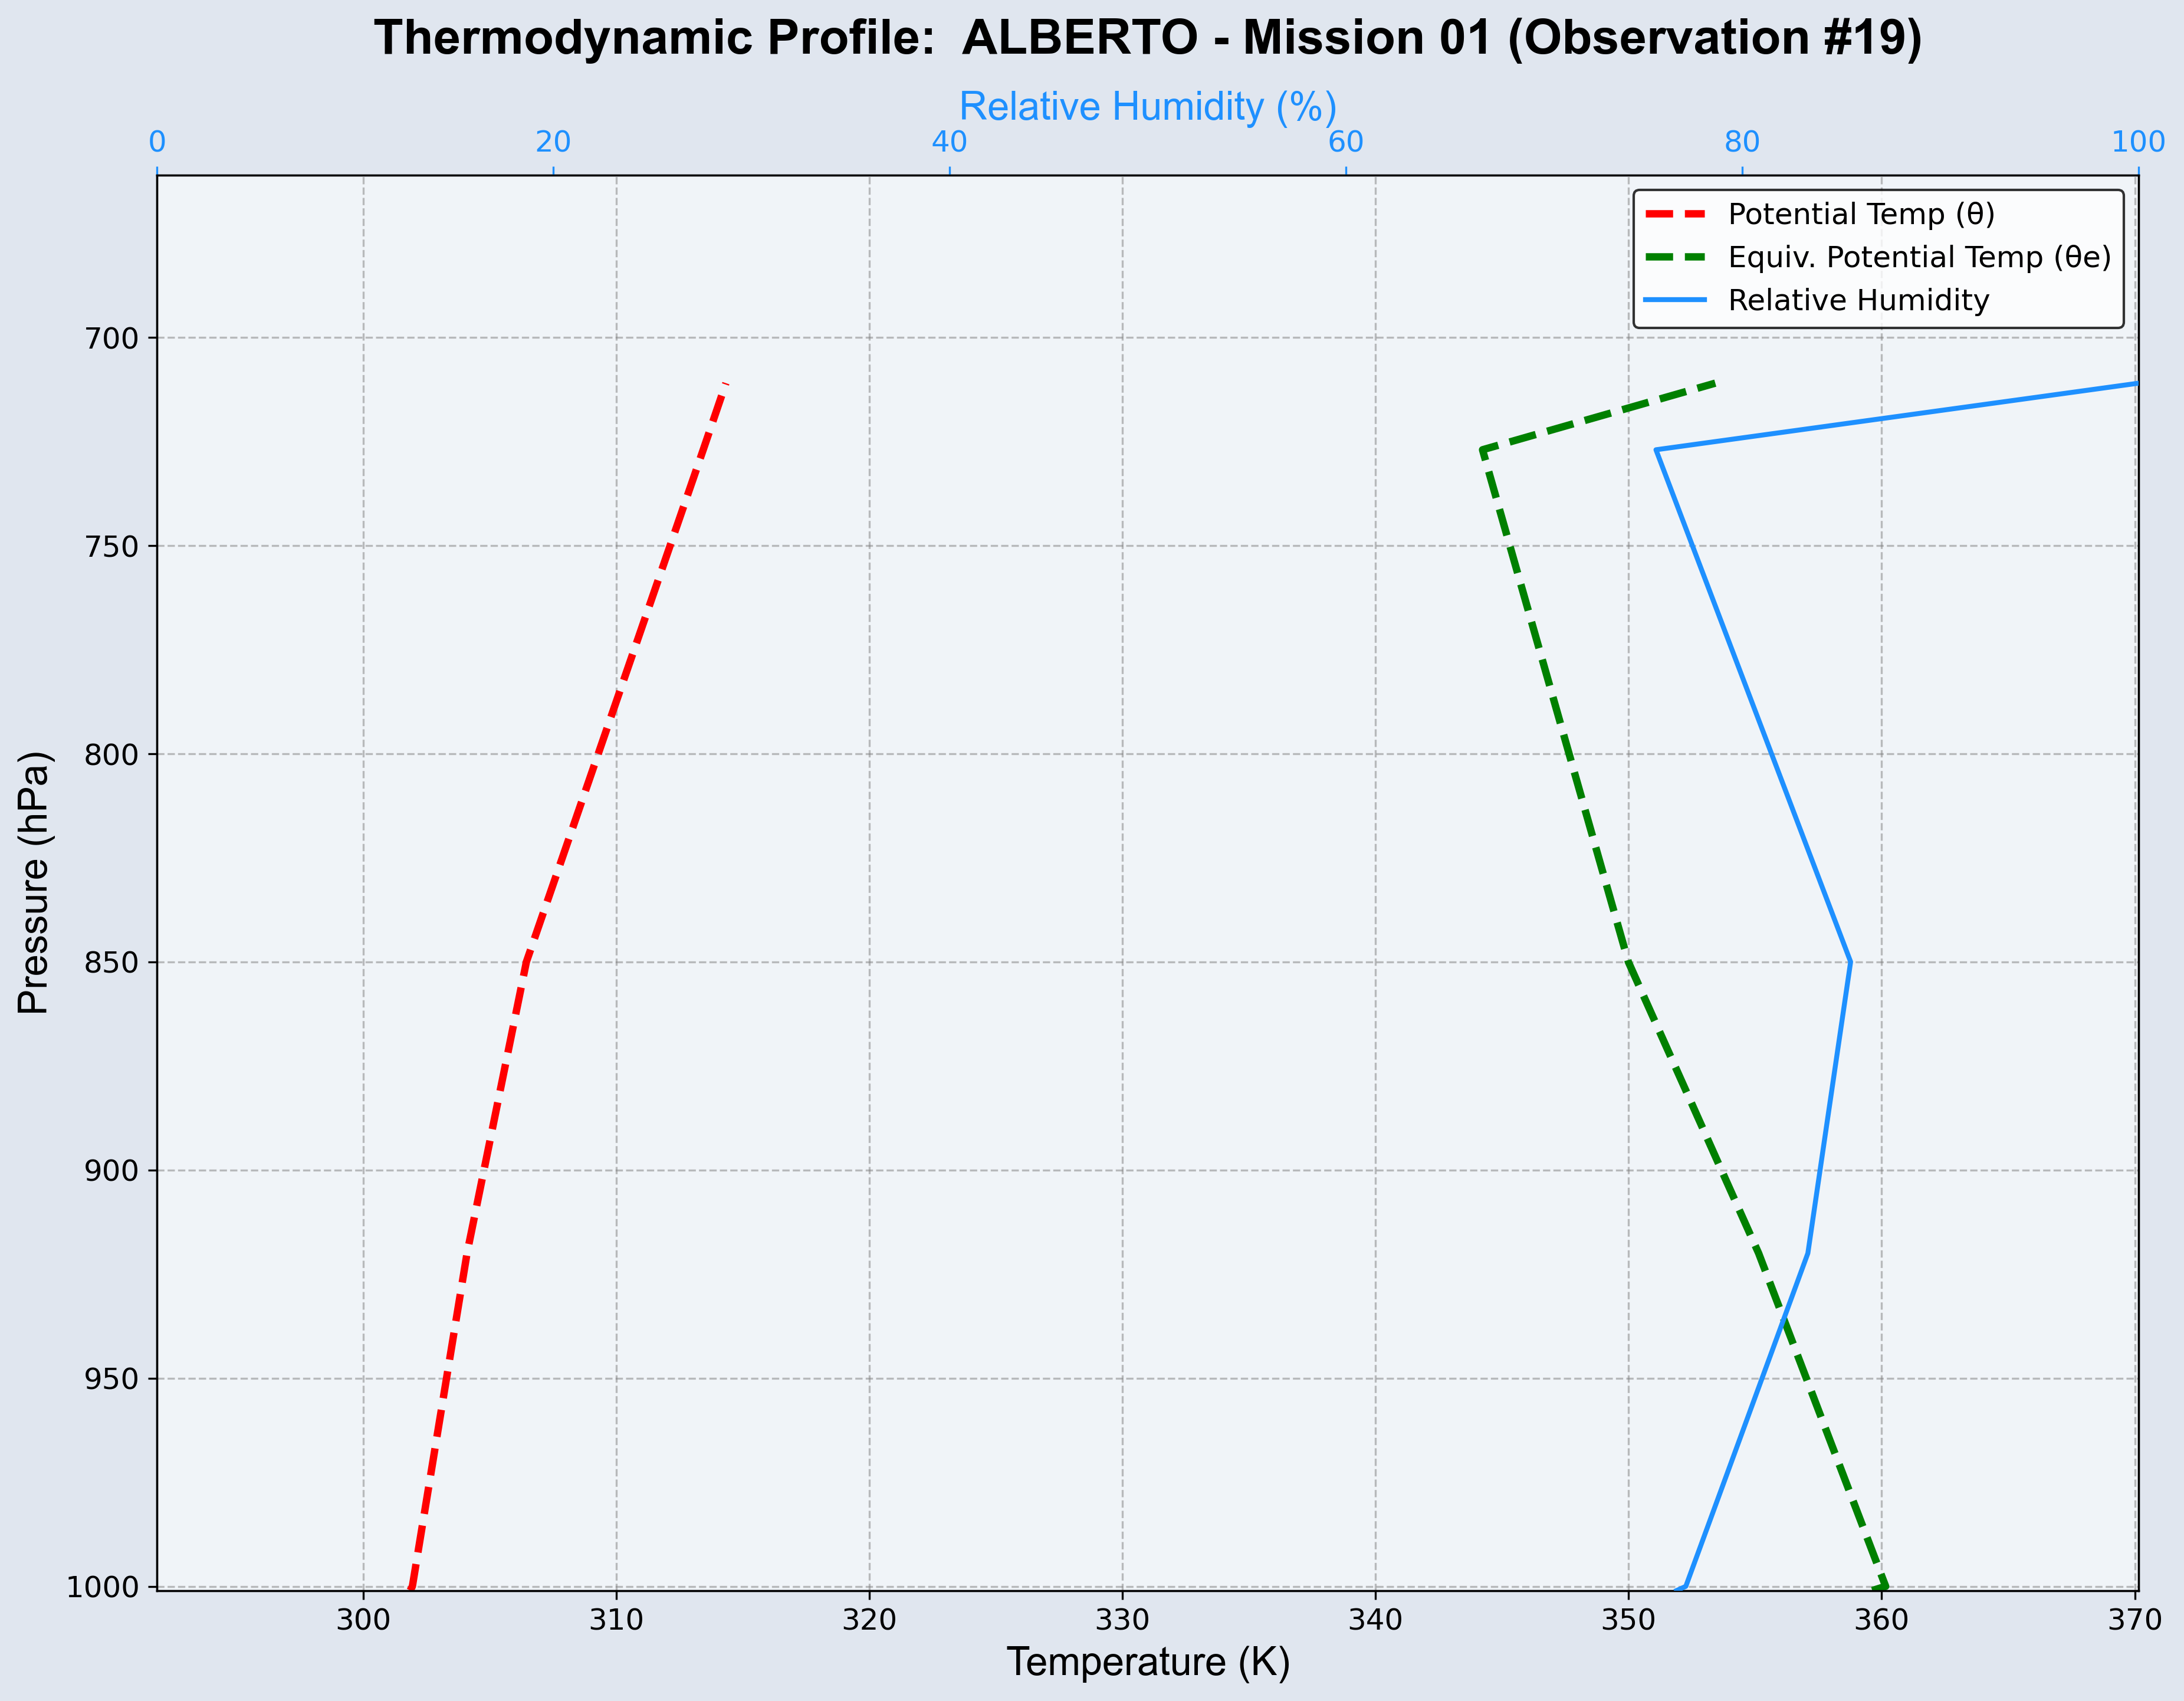 Thermodynamic Profile:  ALBERTO - Mission 01 (Observation #19)
Relative Humidity (%)
0 20 40 60 80 100
Potential Temp (θ)
Equiv. Potential Temp (θe)
Relative Humidity
700
750
800
850
900
950
1000
Pressure (hPa)
300 310 320 330 340 350 360 370
Temperature (K)